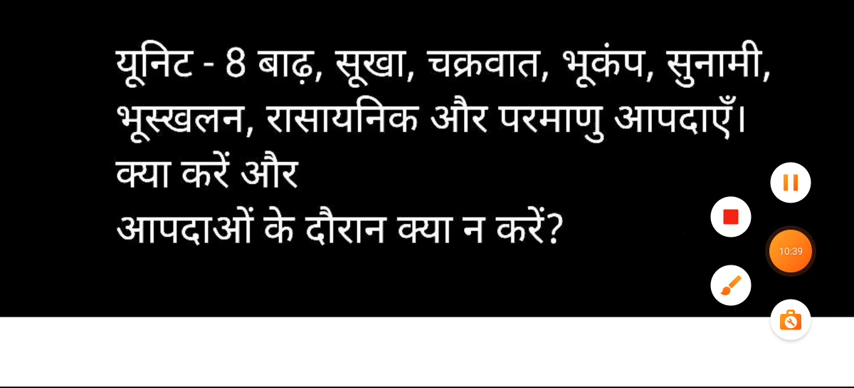 यूनिट - 8 बाढ़, सूखा, चक्रवात, भूकंप, सुनामी,
भूस्खलन, रासायनिक और परमाणु आपदाएँ।
क्या करें और
आपदाओं के दौरान क्या न करें?
10:39